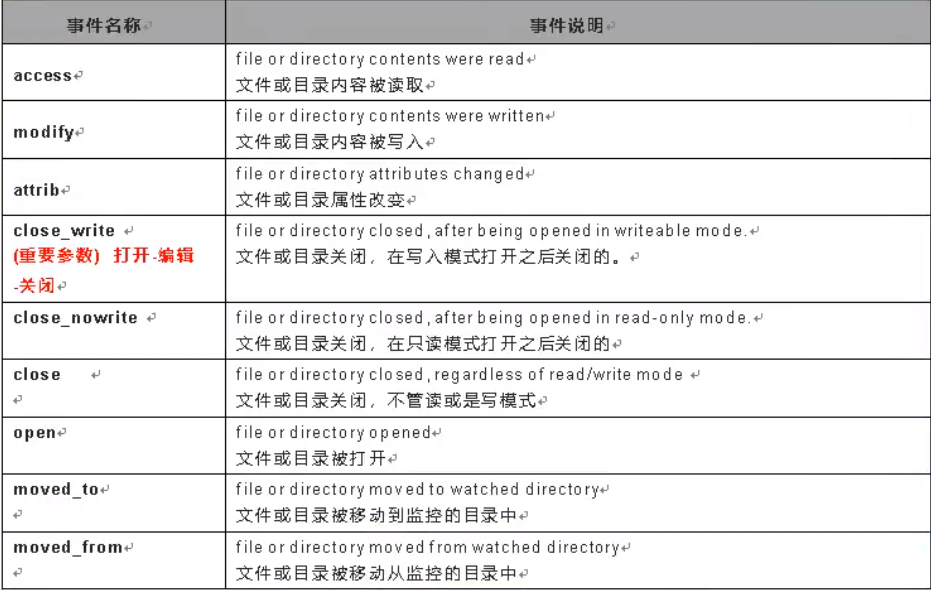 事件名称
事件说明
access
file or directory contents were read
文件或目录内容被读取
modify
file or directory contents were written
文件或目录内容被写入
attrib
file or directory attributes changed
文件或目录属性改变
close_write
(重要参数) 打开-编辑
-关闭
file or directory closed, after being opened in writeable mode.
文件或目录关闭，在写入模式打开之后关闭的。
close_nowrite
file or directory closed, after being opened in read-only mode.
文件或目录关闭，在只读模式打开之后关闭的
close
file or directory closed, regardless of read/write mode
文件或目录关闭，不管读或是写模式
open
file or directory opened
文件或目录被打开
moved_to
file or directory moved to watched directory
文件或目录被移动到监控的目录中
moved_from
file or directory moved from watched directory
文件或目录被移动从监控的目录中